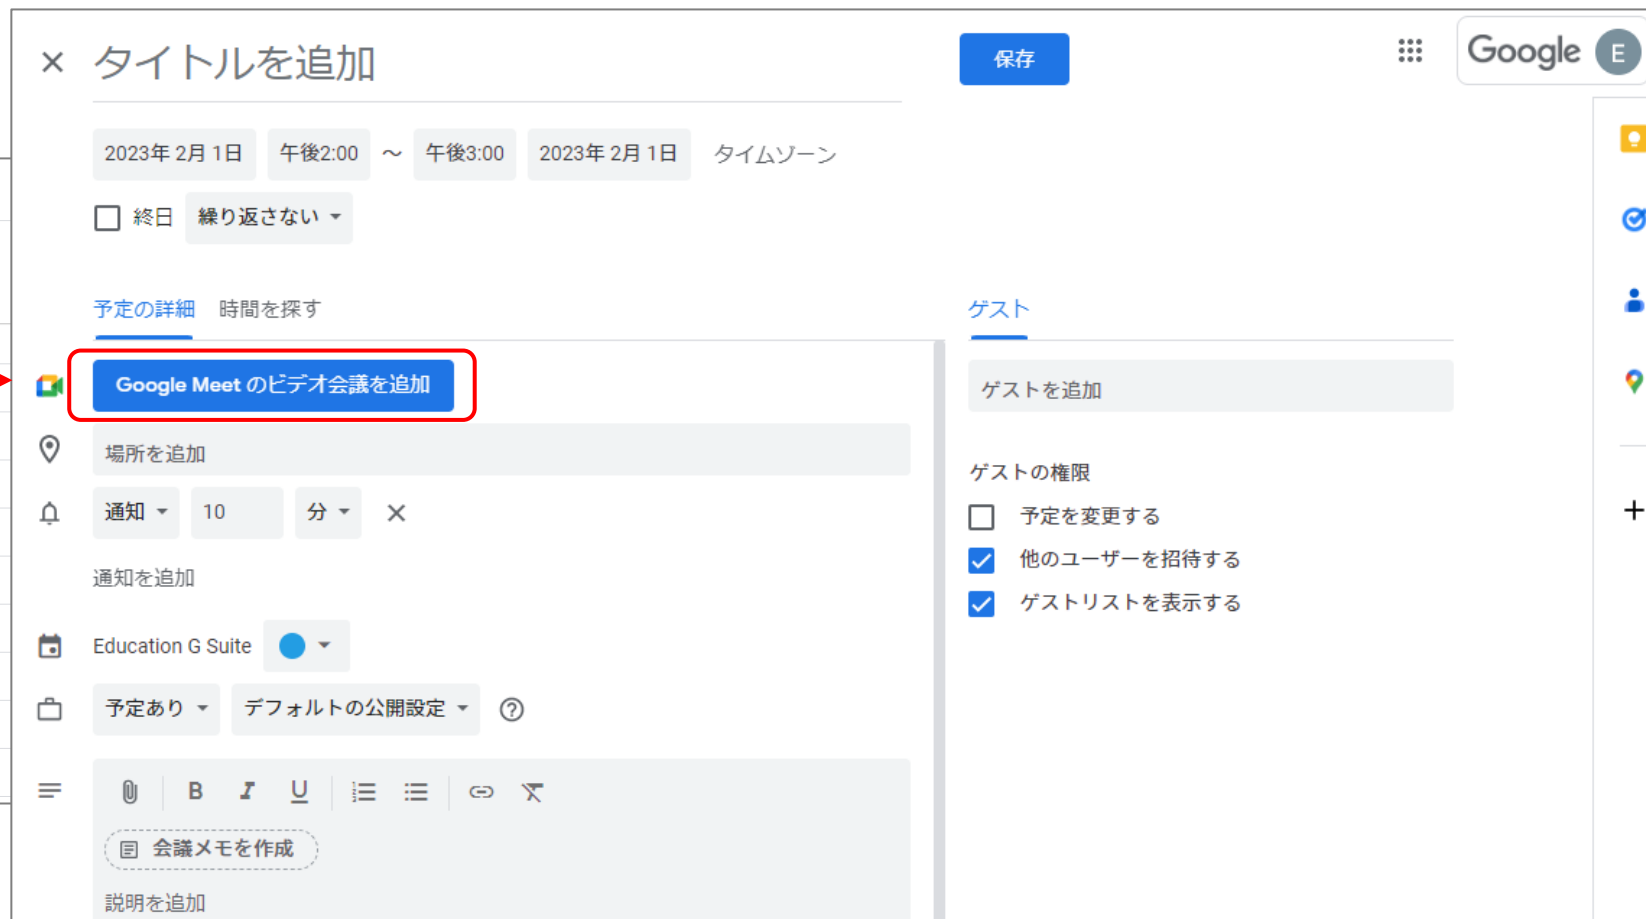 タイトルを追加
保存
Google E
2023年 2月 1日 午後2:00 ～ 午後3:00 2023年 2月 1日 タイムゾーン
終日 繰り返さない
予定の詳細 時間を探す
Google Meet のビデオ会議を追加
場所を追加
通知 10 分
通知を追加
Education G Suite
予定あり デフォルトの公開設定
B I U
会議メモを作成
説明を追加
ゲスト
ゲストを追加
ゲストの権限
予定を変更する
他のユーザーを招待する
ゲストリストを表示する